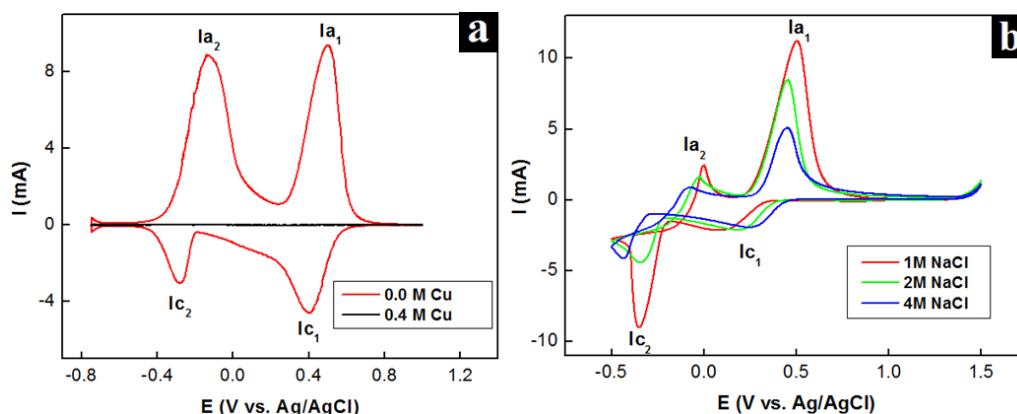 a
Ia₂
Ia₁
8
4
0
-4
I (mA)
Ic₂
Ic₁
0.0 M Cu
0.4 M Cu
-0.8
-0.4
0.0
0.4
0.8
1.2
E (V vs. Ag/AgCl)
b
Ia₁
Ia₂
10
5
0
-5
-10
I (mA)
Ic₁
Ic₂
1M NaCl
2M NaCl
4M NaCl
-0.5
0.0
0.5
1.0
1.5
E (V vs. Ag/AgCl)